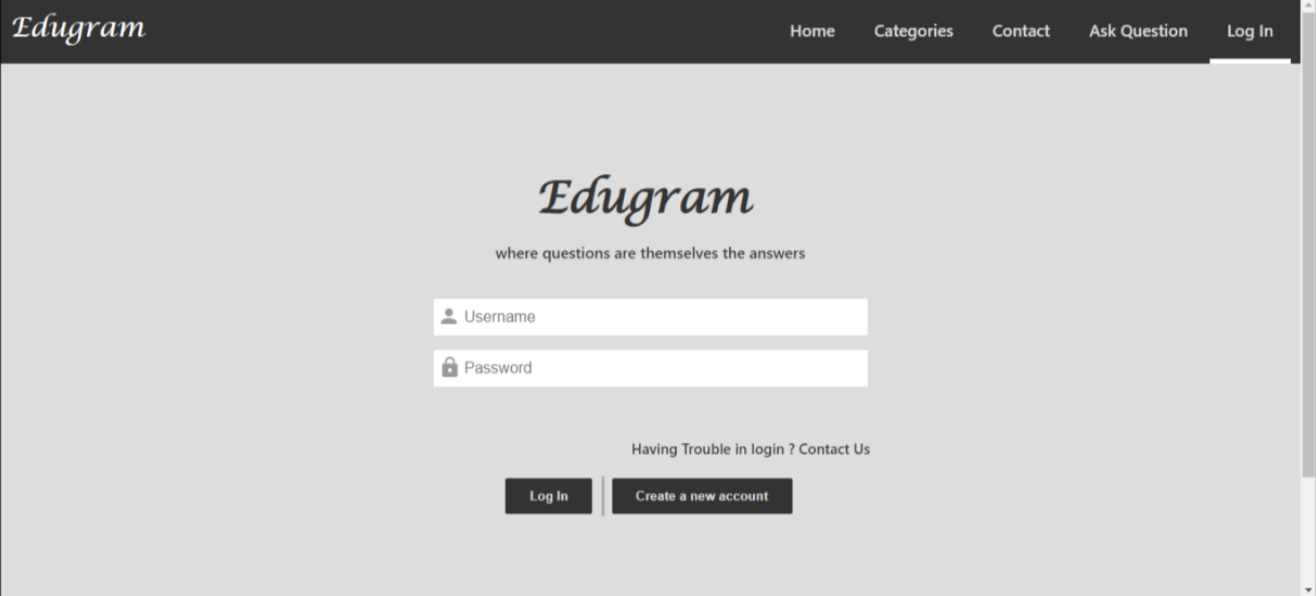 Edugram
Home Categories Contact Ask Question Log In
Edugram
where questions are themselves the answers
Username
Password
Having Trouble in login ? Contact Us
Log In Create a new account